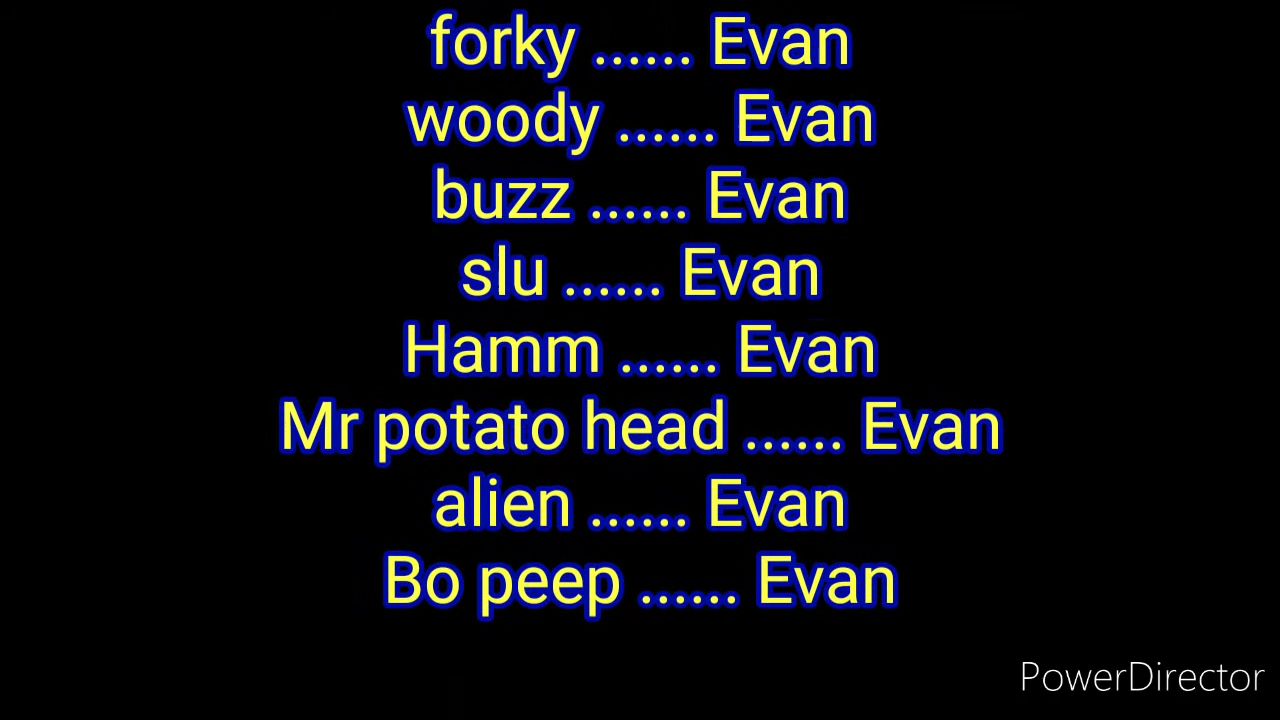 forky ...... Evan
woody ...... Evan
buzz ...... Evan
slu ...... Evan
Hamm ...... Evan
Mr potato head ...... Evan
alien ...... Evan
Bo peep ...... Evan
PowerDirector